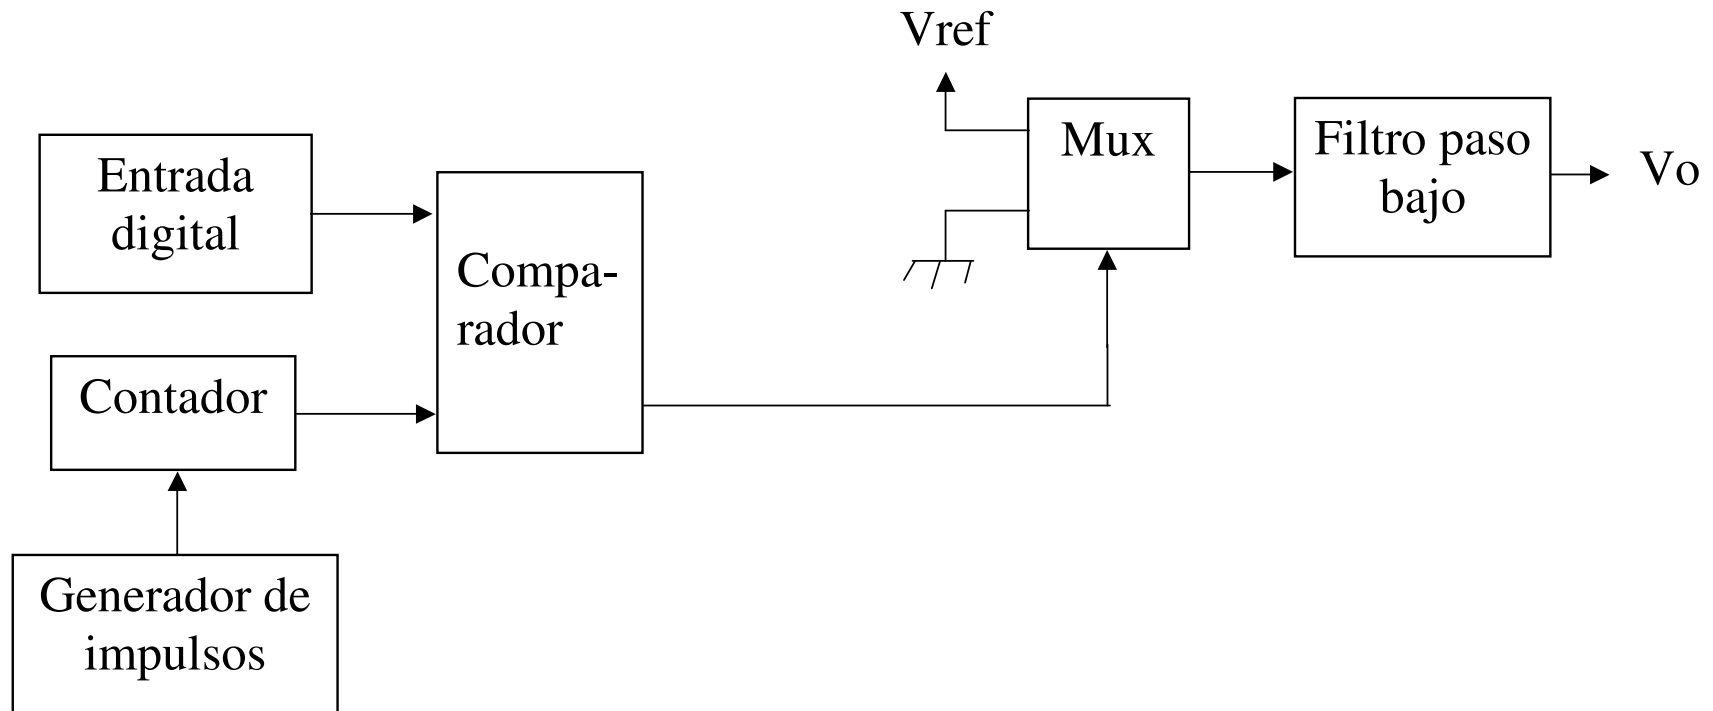 Vref
Mux
Filtro paso
bajo
Vo
Entrada
digital
Compa-
rador
Contador
Generador de
impulsos